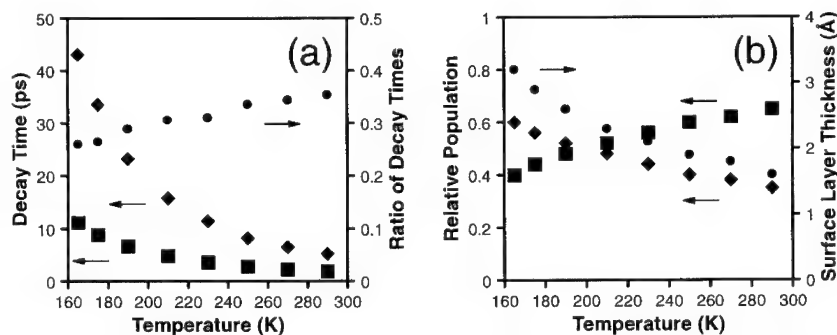 (a)
Decay Time (ps)
50
40
30
20
10
0
0.5
0.4
0.3
0.2
0.1
0
Ratio of Decay Times
160 180 200 220 240 260 280 300
Temperature (K)
(b)
Relative Population
1
0.8
0.6
0.4
0.2
0
4
3
2
1
0
Surface Layer Thickness (Å)
160 180 200 220 240 260 280 300
Temperature (K)